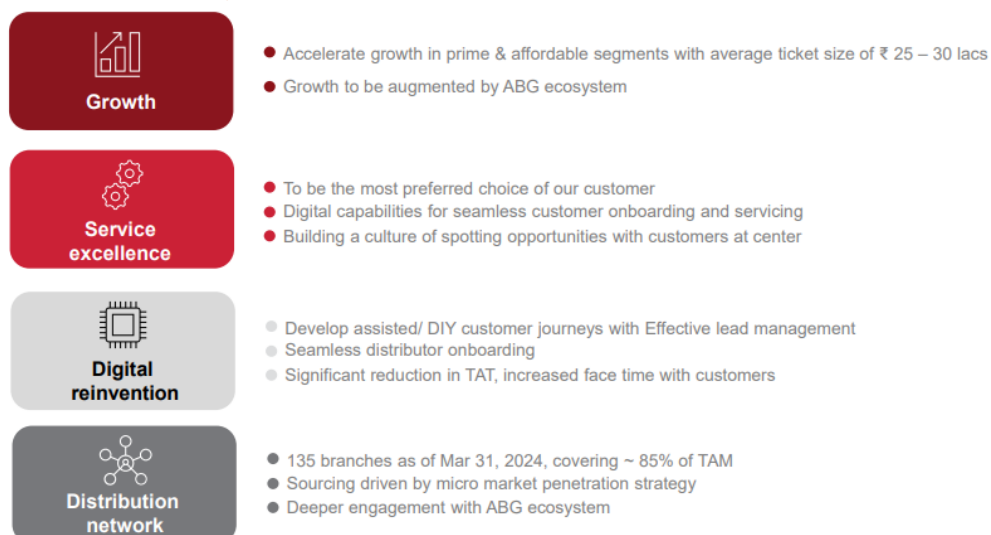 Growth
Accelerate growth in prime & affordable segments with average ticket size of ₹ 25 – 30 lacs
Growth to be augmented by ABG ecosystem
Service
excellence
To be the most preferred choice of our customer
Digital capabilities for seamless customer onboarding and servicing
Building a culture of spotting opportunities with customers at center
Digital
reinvention
Develop assisted/ DIY customer journeys with Effective lead management
Seamless distributor onboarding
Significant reduction in TAT, increased face time with customers
Distribution
network
135 branches as of Mar 31, 2024, covering ~ 85% of TAM
Sourcing driven by micro market penetration strategy
Deeper engagement with ABG ecosystem